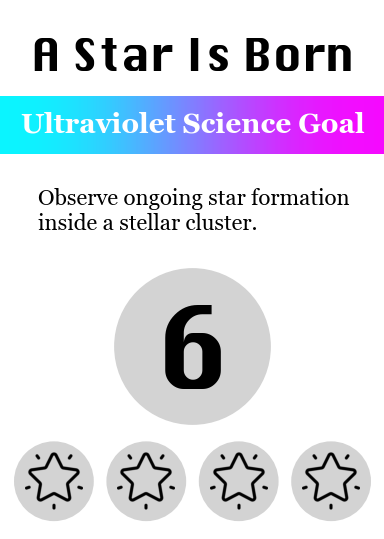 A Star Is Born
Ultraviolet Science Goal
Observe ongoing star formation
inside a stellar cluster.
6